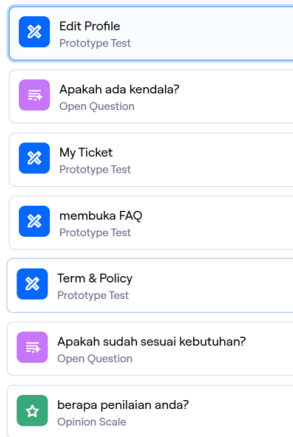 Edit Profile
Prototype Test
Apakah ada kendala?
Open Question
My Ticket
Prototype Test
membuka FAQ
Prototype Test
Term & Policy
Prototype Test
Apakah sudah sesuai kebutuhan?
Open Question
berapa penilaian anda?
Opinion Scale